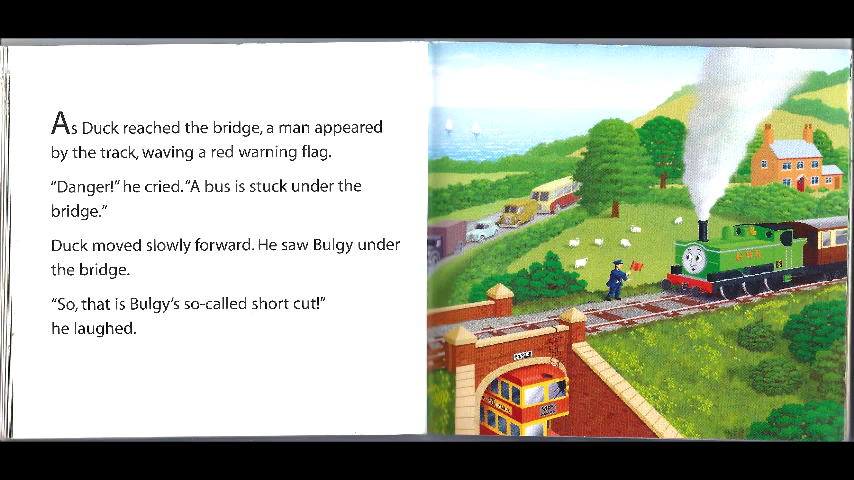 As Duck reached the bridge, a man appeared
by the track, waving a red warning flag.
“Danger!” he cried. “A bus is stuck under the
bridge.”
Duck moved slowly forward. He saw Bulgy under
the bridge.
“So, that is Bulgy’s so-called short cut!”
he laughed.